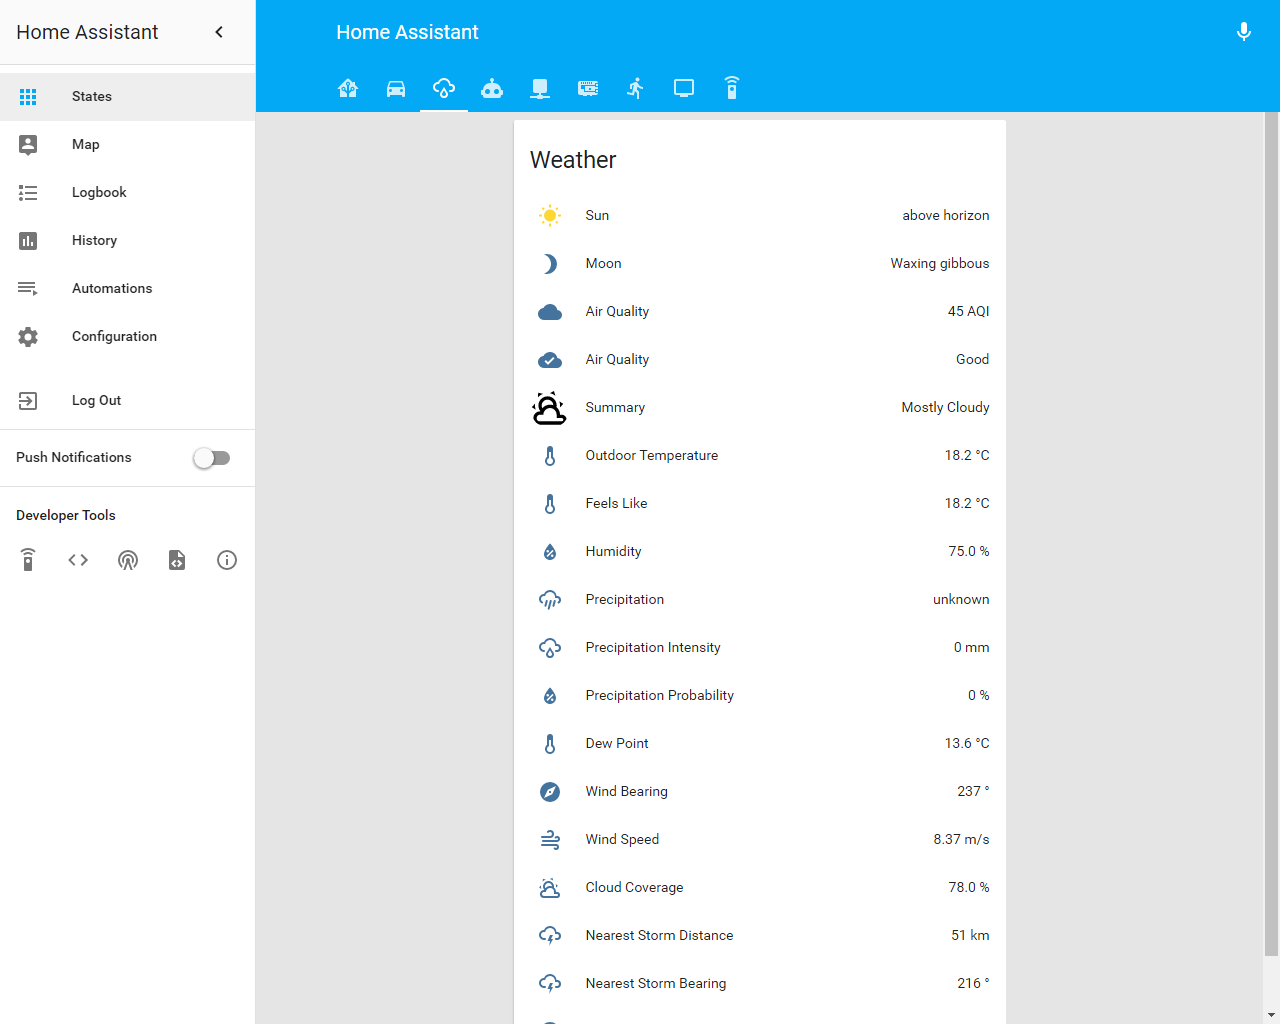 Home Assistant
States
Map
Logbook
History
Automations
Configuration
Log Out
Push Notifications
Developer Tools
Home Assistant
Weather
Sun above horizon
Moon Waxing gibbous
Air Quality 45 AQI
Air Quality Good
Summary Mostly Cloudy
Outdoor Temperature 18.2 °C
Feels Like 18.2 °C
Humidity 75.0 %
Precipitation unknown
Precipitation Intensity 0 mm
Precipitation Probability 0 %
Dew Point 13.6 °C
Wind Bearing 237 °
Wind Speed 8.37 m/s
Cloud Coverage 78.0 %
Nearest Storm Distance 51 km
Nearest Storm Bearing 216 °